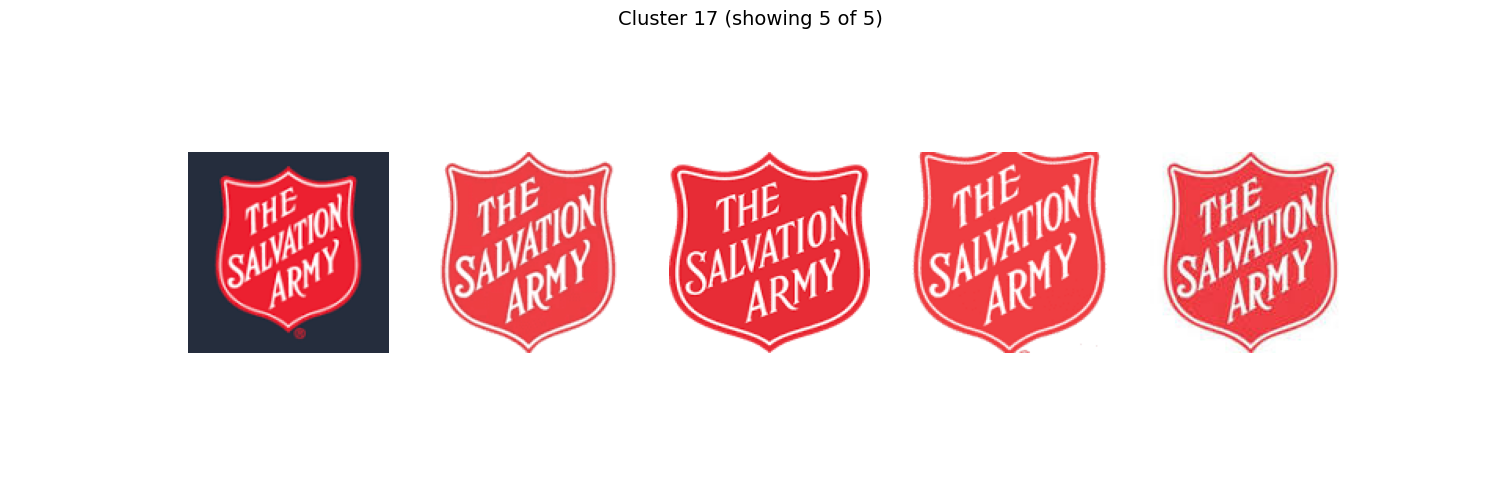 Cluster 17 (showing 5 of 5)
THE
SALVATION
ARMY
®
THE
SALVATION
ARMY
THE
SALVATION
ARMY
THE
SALVATION
ARMY
THE
SALVATION
ARMY